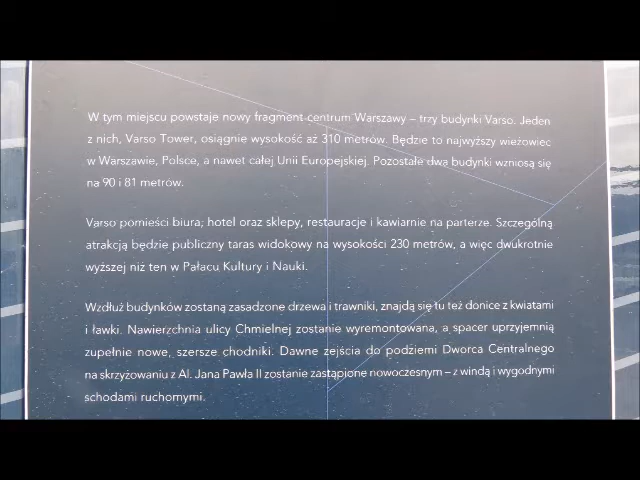 W tym miejscu powstaje nowy fragment centrum Warszawy – trzy budynki Varso. Jeden
z nich, Varso Tower, osiągnie wysokość aż 310 metrów. Będzie to najwyższy wieżowiec
w Warszawie, Polsce, a nawet całej Unii Europejskiej. Pozostałe dwa budynki wzniosą się
na 90 i 81 metrów.
Varso pomieści biura, hotel oraz sklepy, restauracje i kawiarnie na parterze. Szczególną
atrakcją będzie publiczny taras widokowy na wysokości 230 metrów, a więc dwukrotnie
wyższej niż ten w Pałacu Kultury i Nauki.
Wzdłuż budynków zostaną zasadzone drzewa i trawniki, znajdą się tu też donice z kwiatami
i ławki. Nawierzchnia ulicy Chmielnej zostanie wyremontowana, a spacer uprzyjemnią
zupełnie nowe, szersze chodniki. Dawne zejścia do podziemi Dworca Centralnego
na skrzyżowaniu z Al. Jana Pawła II zostanie zastąpione nowoczesnym – z windą i wygodnymi
schodami ruchomymi.